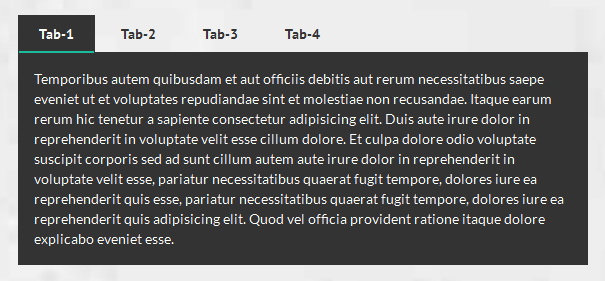 Tab-1 Tab-2 Tab-3 Tab-4
Temporibus autem quibusdam et aut officiis debitis aut rerum necessitatibus saepe
eveniet ut et voluptates repudiandae sint et molestiae non recusandae. Itaque earum
rerum hic tenetur a sapiente consectetur adipisicing elit. Duis aute irure dolor in
reprehenderit in voluptate velit esse cillum dolore. Et culpa dolore odio voluptate
suscipit corporis sed ad sunt cillum autem aute irure dolor in reprehenderit in
voluptate velit esse, pariatur necessitatibus quaerat fugit tempore, dolores iure ea
reprehenderit quis esse, pariatur necessitatibus quaerat fugit tempore, dolores iure ea
reprehenderit quis adipisicing elit. Quod vel officia provident ratione itaque dolore
explicabo eveniet esse.